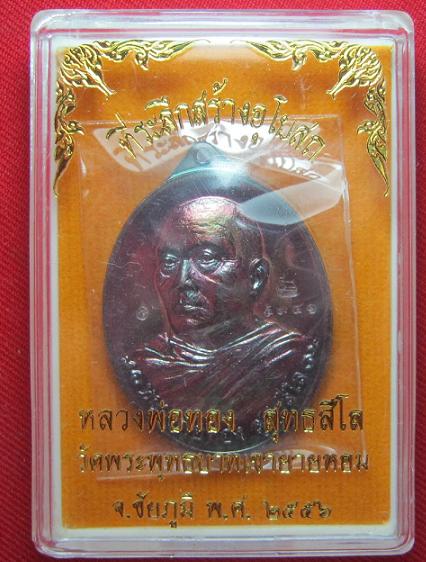 ที่ระลึกสร้างอุโบสถ
หลวงพ่อทอง สุทธสีโล
วัดพระพุทธบาทเขายายหอม
จ.ชัยภูมิ พ.ศ. ๒๕๕๖